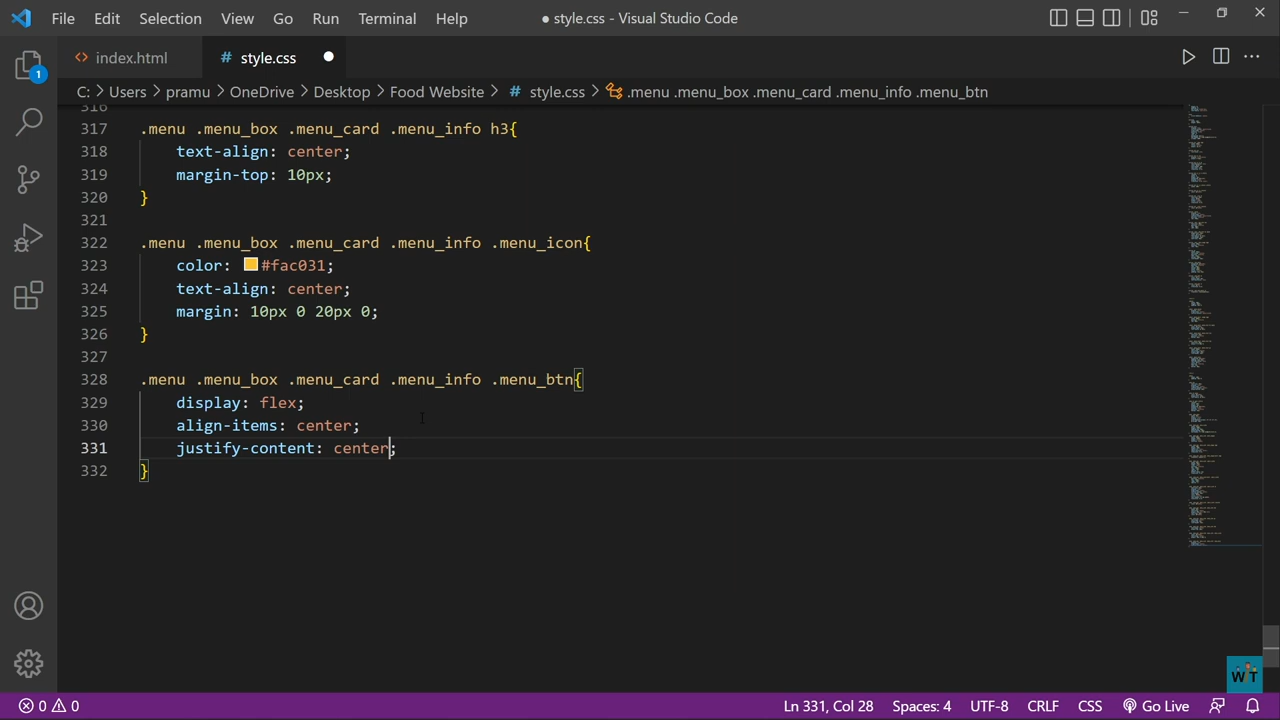 File Edit Selection View Go Run Terminal Help ● style.css - Visual Studio Code
<> index.html # style.css ●
1
C: > Users > pramu > OneDrive > Desktop > Food Website > # style.css > .menu .menu_box .menu_card .menu_info .menu_btn
316
317 .menu .menu_box .menu_card .menu_info h3{
318 text-align: center;
319 margin-top: 10px;
320 }
321
322 .menu .menu_box .menu_card .menu_info .menu_icon{
323 color: #fac031;
324 text-align: center;
325 margin: 10px 0 20px 0;
326 }
327
328 .menu .menu_box .menu_card .menu_info .menu_btn{
329 display: flex;
330 align-items: center;
331 justify-content: center;
332 }
WT
0 0 Ln 331, Col 28 Spaces: 4 UTF-8 CRLF CSS Go Live